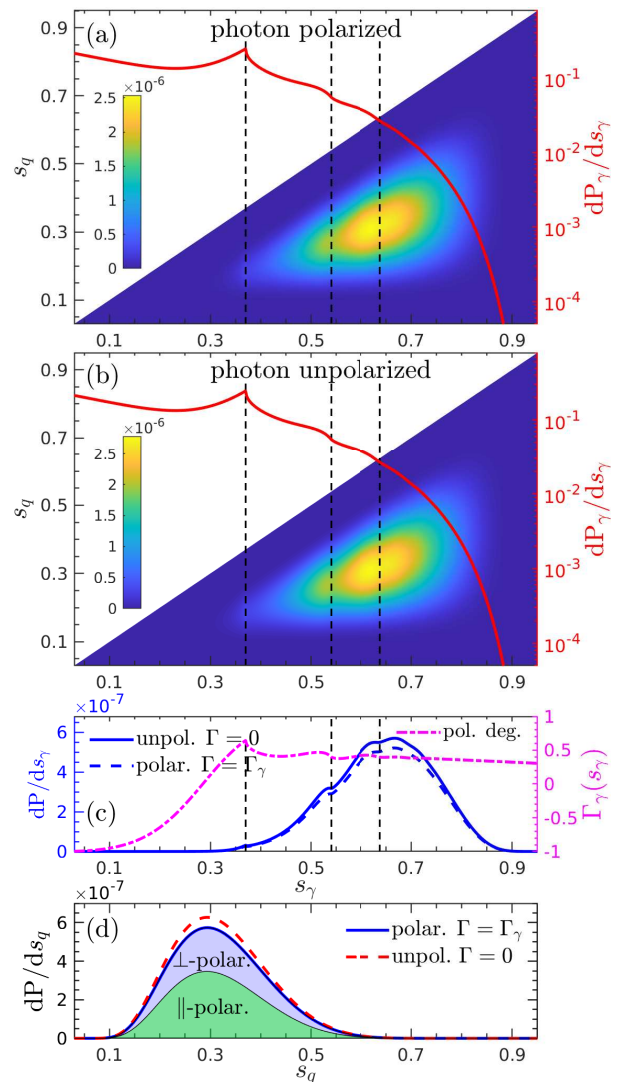 0.9
(a)
photon polarized
×10⁻⁶
2.5
2
1.5
1
0.5
0
0.7
0.5
0.3
0.1
s_q
10⁻¹
10⁻²
10⁻³
10⁻⁴
dP_γ/ds_γ
0.1 0.3 0.5 0.7 0.9
0.9
(b)
photon unpolarized
×10⁻⁶
2.5
2
1.5
1
0.5
0
0.7
0.5
0.3
0.1
s_q
10⁻¹
10⁻²
10⁻³
10⁻⁴
dP_γ/ds_γ
0.1 0.3 0.5 0.7 0.9
×10⁻⁷
6
4
2
0
dP/ds_γ
unpol. Γ = 0
polar. Γ = Γ_γ
pol. deg.
(c)
1
0.5
0
-0.5
-1
Γ_γ(s_γ)
0.1 0.3 0.5 0.7 0.9
s_γ
×10⁻⁷
6
4
2
0
dP/ds_q
(d)
polar. Γ = Γ_γ
unpol. Γ = 0
⊥-polar.
∥-polar.
0.1 0.3 0.5 0.7 0.9
s_q